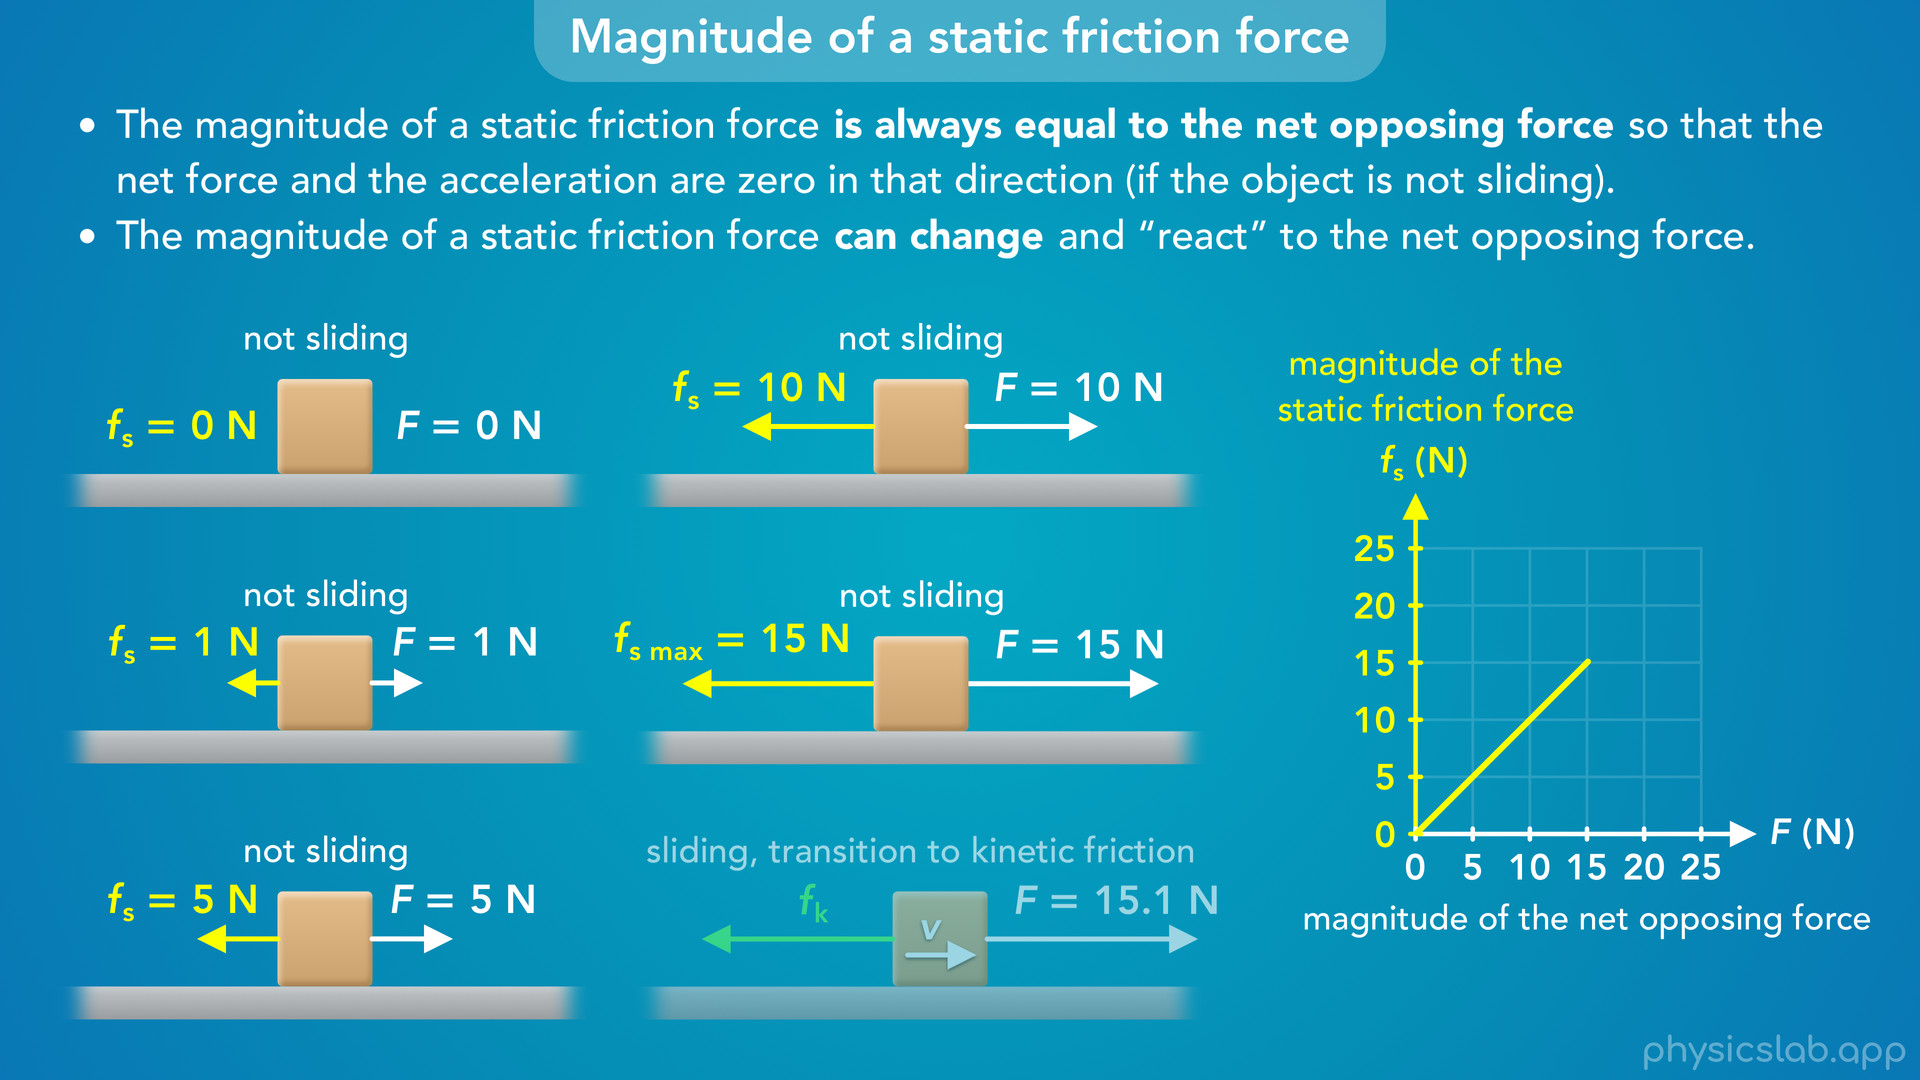 Magnitude of a static friction force
• The magnitude of a static friction force is always equal to the net opposing force so that the
net force and the acceleration are zero in that direction (if the object is not sliding).
• The magnitude of a static friction force can change and “react” to the net opposing force.
not sliding
fs = 0 N
F = 0 N
not sliding
fs = 1 N
F = 1 N
not sliding
fs = 5 N
F = 5 N
not sliding
fs = 10 N
F = 10 N
not sliding
fs max = 15 N
F = 15 N
sliding, transition to kinetic friction
fk
v
F = 15.1 N
magnitude of the
static friction force
fs (N)
25
20
15
10
5
0
F (N)
0 5 10 15 20 25
magnitude of the net opposing force
physicslab.app